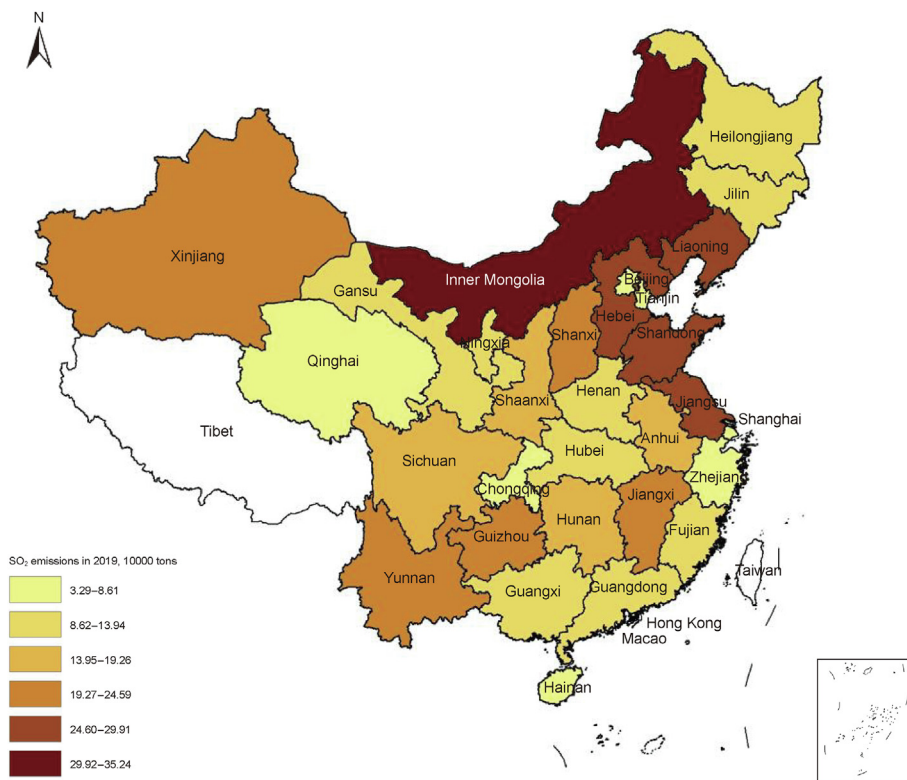 N
Heilongjiang
Jilin
Liaoning
Xinjiang
Inner Mongolia
Beijing
Gansu
Tianjin
Hebei
Shanxi
Shandong
Ningxia
Qinghai
Henan
Shaanxi
Jiangsu
Shanghai
Tibet
Anhui
Hubei
Sichuan
Zhejiang
Chongqing
Jiangxi
Hunan
Guizhou
Fujian
SO₂ emissions in 2019, 10000 tons
3.29–8.61
8.62–13.94
13.95–19.26
19.27–24.59
24.60–29.91
29.92–35.24
Yunnan
Guangxi
Guangdong
Taiwan
Hong Kong
Macao
Hainan